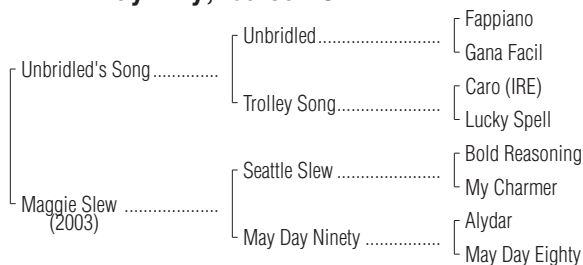 Unbridled..............................
Fappiano
Gana Facil
Unbridled's Song ................
Trolley Song.........................
Caro (IRE)
Lucky Spell
Seattle Slew .........................
Bold Reasoning
My Charmer
Maggie Slew .......................
(2003)
May Day Ninety ..................
Alydar
May Day Eighty